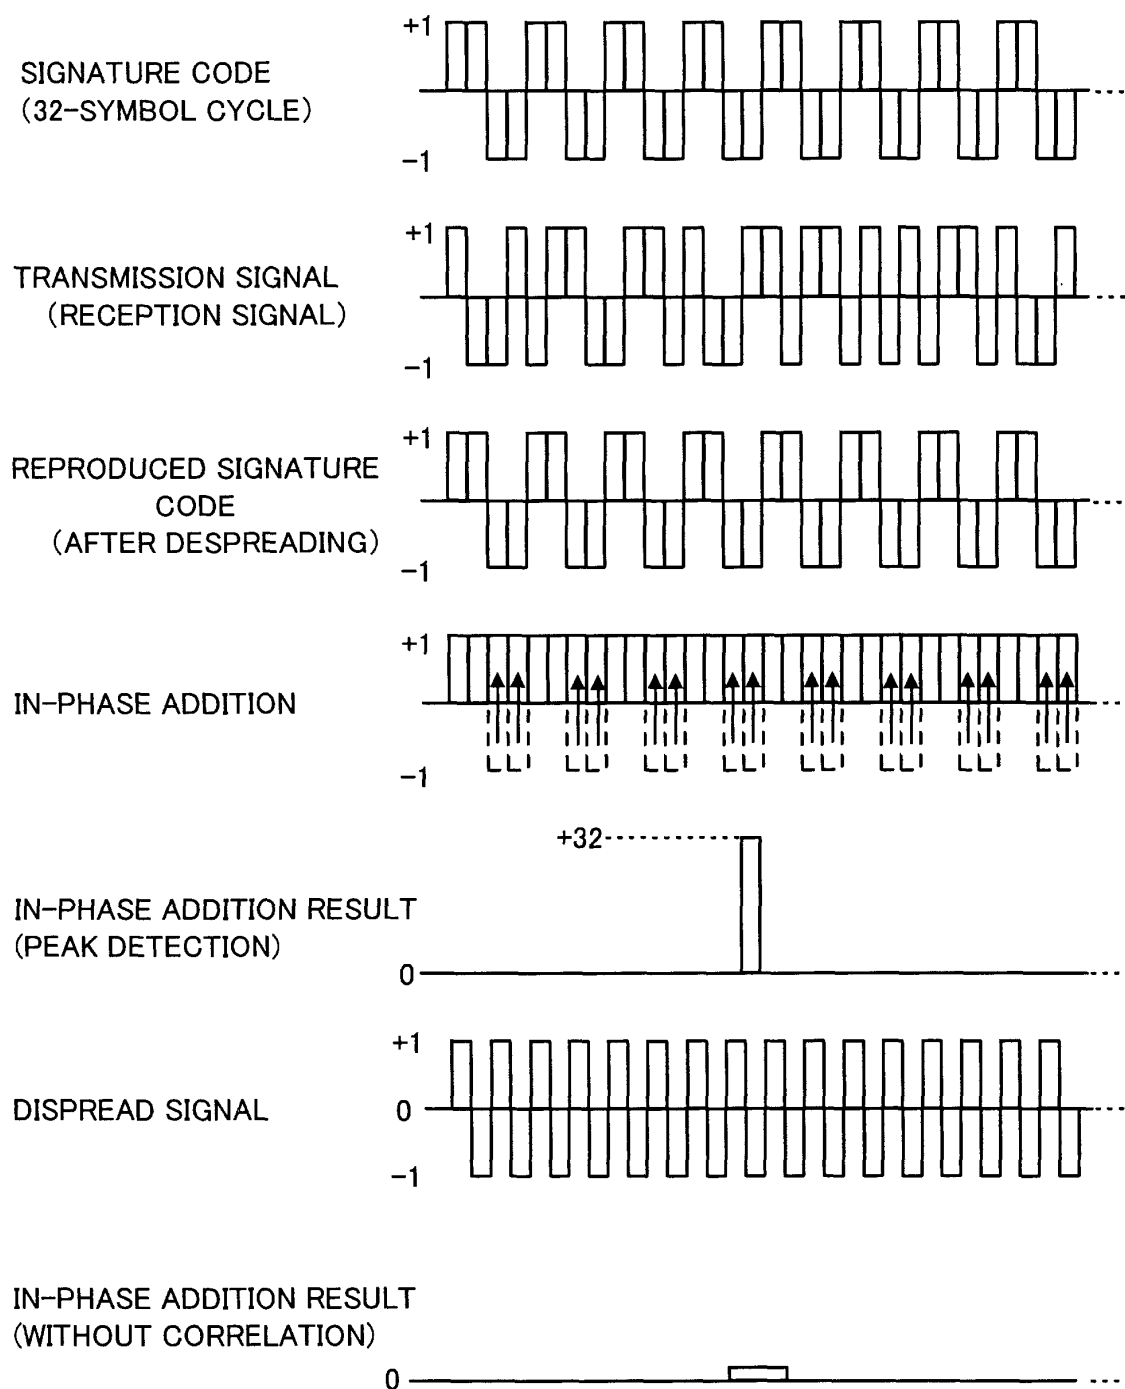 +1
SIGNATURE CODE
(32-SYMBOL CYCLE)
-1
+1
TRANSMISSION SIGNAL
(RECEPTION SIGNAL)
-1
+1
REPRODUCED SIGNATURE
CODE
(AFTER DESPREADING)
-1
+1
IN-PHASE ADDITION
-1
+32
IN-PHASE ADDITION RESULT
(PEAK DETECTION)
0
+1
DISPREAD SIGNAL
0
-1
IN-PHASE ADDITION RESULT
(WITHOUT CORRELATION)
0